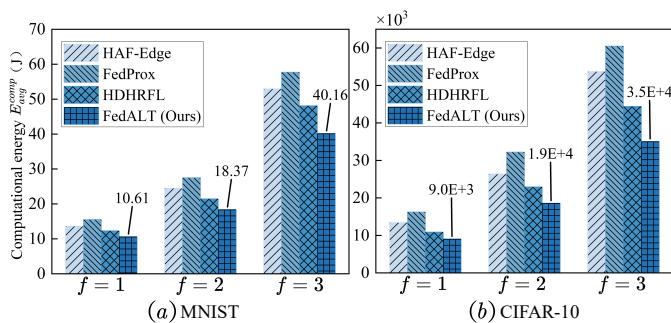 Computational energy E_avg^comp (J)
70
60
50
40
30
20
10
0
HAF-Edge
FedProx
HDHRFL
FedALT (Ours)
10.61
18.37
40.16
f = 1
f = 2
f = 3
(a) MNIST
×10³
60
50
40
30
20
10
0
HAF-Edge
FedProx
HDHRFL
FedALT (Ours)
9.0E+3
1.9E+4
3.5E+4
f = 1
f = 2
f = 3
(b) CIFAR-10